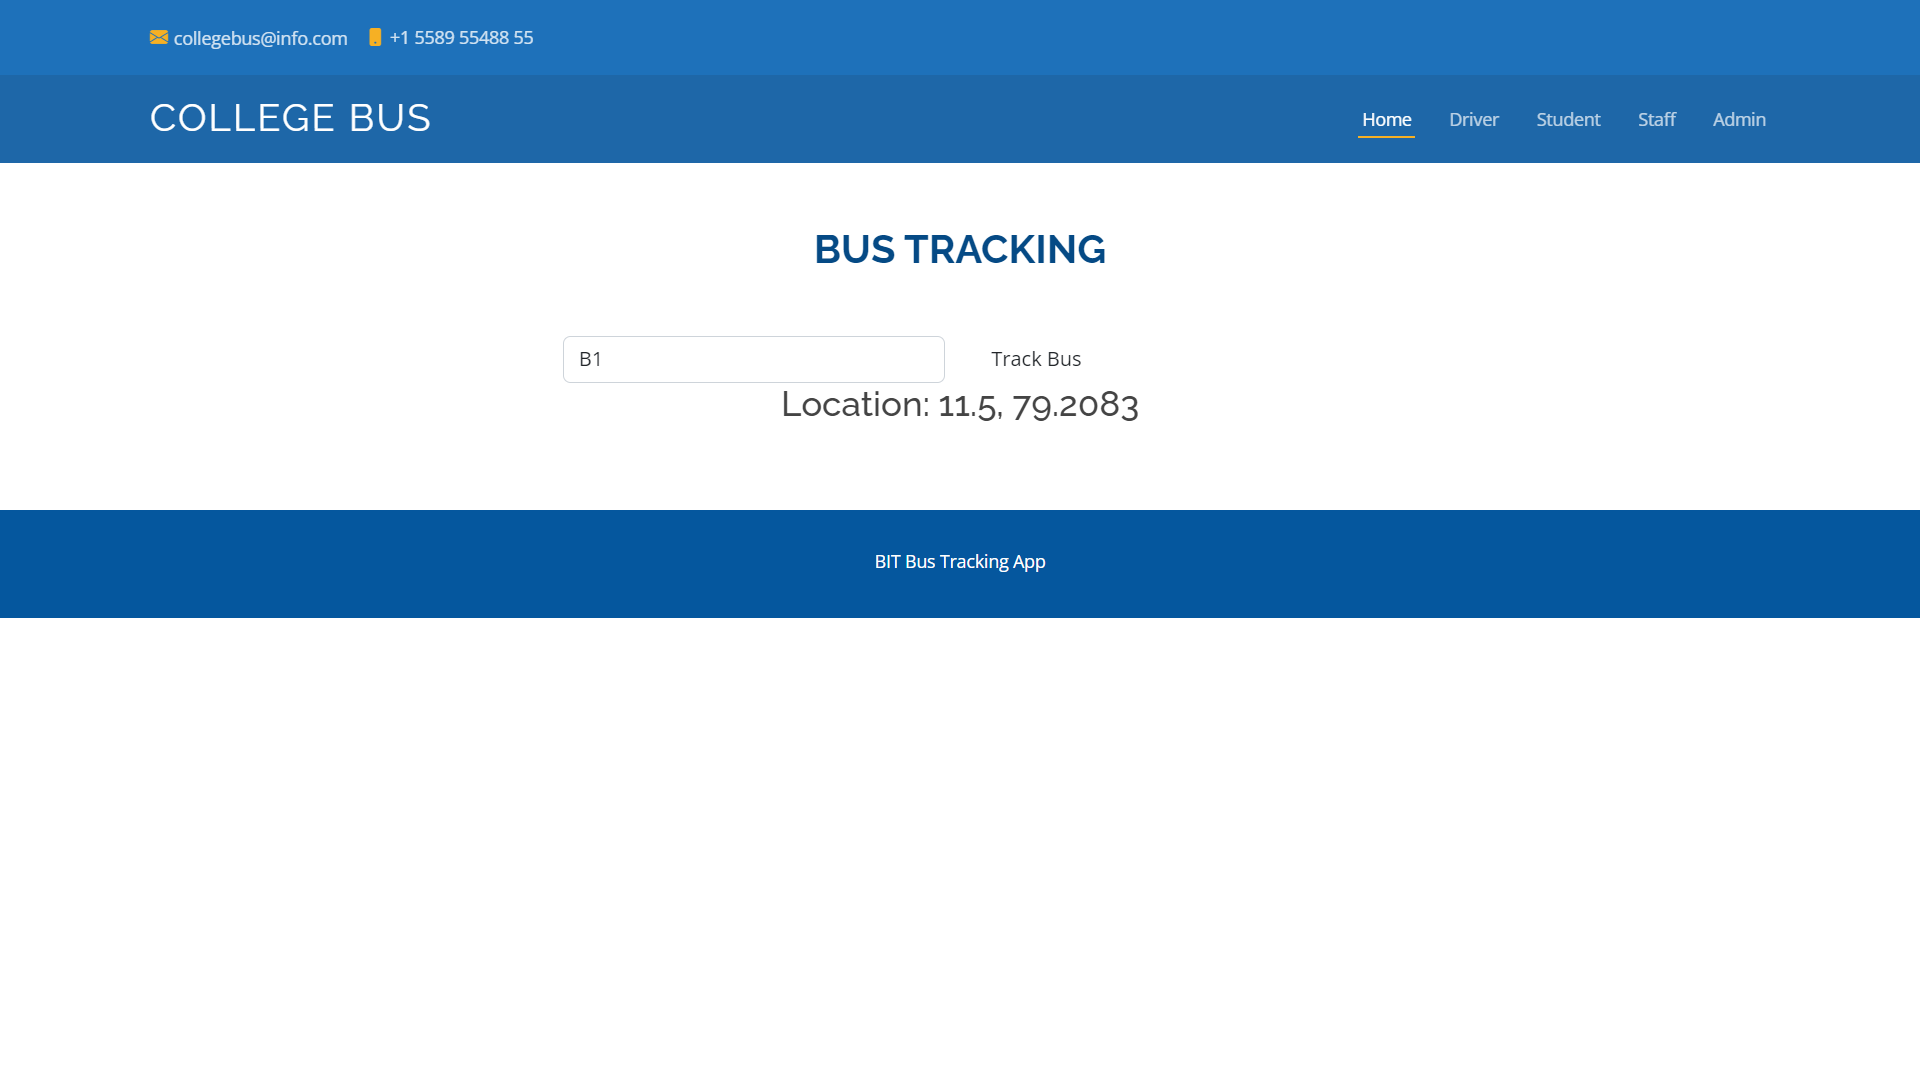 collegebus@info.com +1 5589 55488 55
COLLEGE BUS
Home Driver Student Staff Admin
BUS TRACKING
B1 Track Bus
Location: 11.5, 79.2083
BIT Bus Tracking App